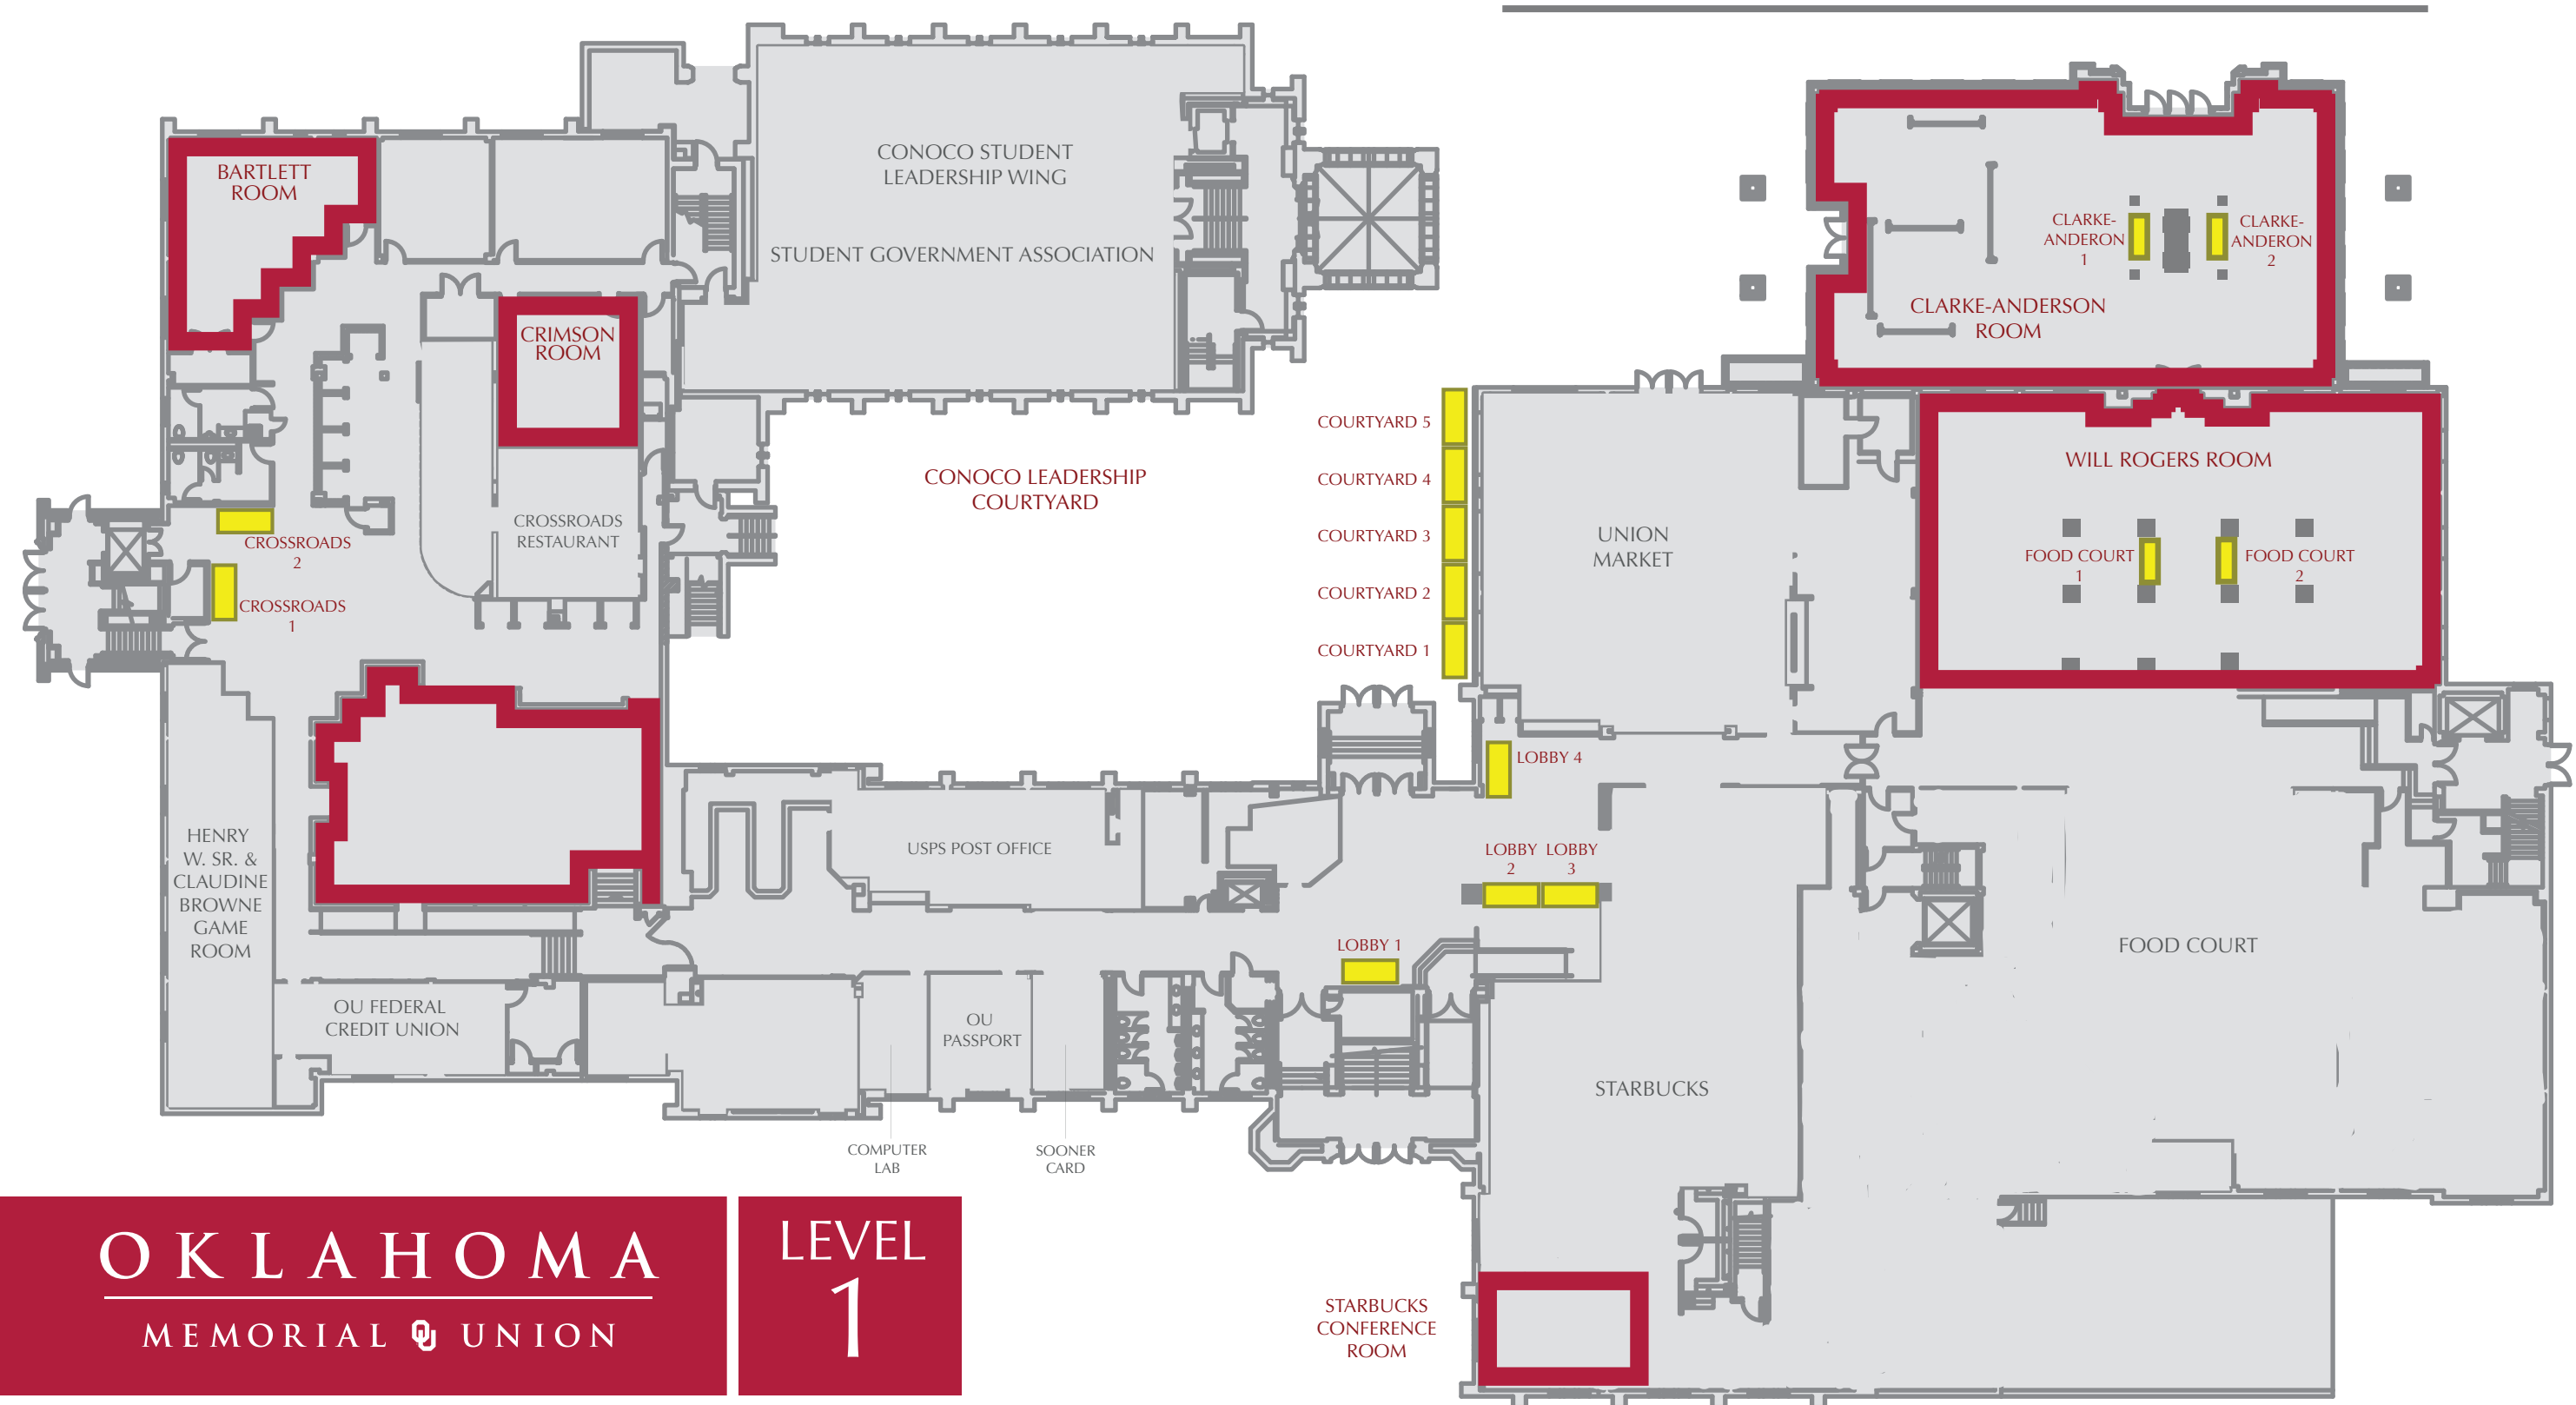 BARTLETT
ROOM
CONOCO STUDENT
LEADERSHIP WING
STUDENT GOVERNMENT ASSOCIATION
CLARKE-
ANDERON
1
CLARKE-
ANDERON
2
CLARKE-ANDERSON
ROOM
CRIMSON
ROOM
CONOCO LEADERSHIP
COURTYARD
COURTYARD 5
COURTYARD 4
COURTYARD 3
COURTYARD 2
COURTYARD 1
UNION
MARKET
WILL ROGERS ROOM
FOOD COURT
1
FOOD COURT
2
CROSSROADS
RESTAURANT
CROSSROADS
2
CROSSROADS
1
LOBBY 4
LOBBY
2
LOBBY
3
LOBBY 1
HENRY
W. SR. &
CLAUDINE
BROWNE
GAME
ROOM
USPS POST OFFICE
FOOD COURT
OU FEDERAL
CREDIT UNION
OU
PASSPORT
STARBUCKS
COMPUTER
LAB
SOONER
CARD
STARBUCKS
CONFERENCE
ROOM
OKLAHOMA
MEMORIAL OU UNION
LEVEL
1